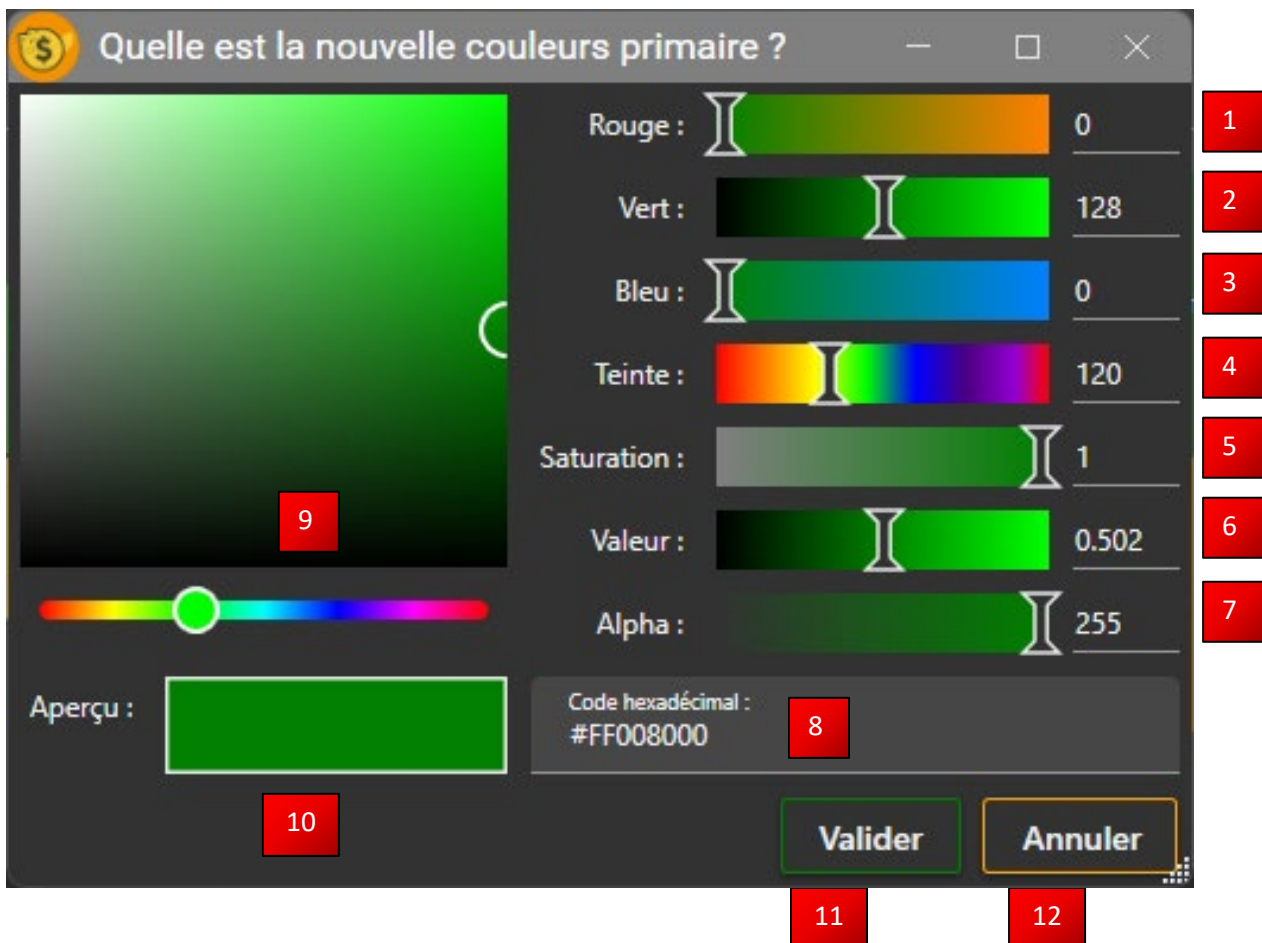 Quelle est la nouvelle couleurs primaire ?
Rouge : 0 1
Vert : 128 2
Bleu : 0 3
Teinte : 120 4
Saturation : 1 5
Valeur : 0.502 6
Alpha : 255 7
9
Aperçu :
Code hexadécimal :
#FF008000 8
10
Valider Annuler
11 12